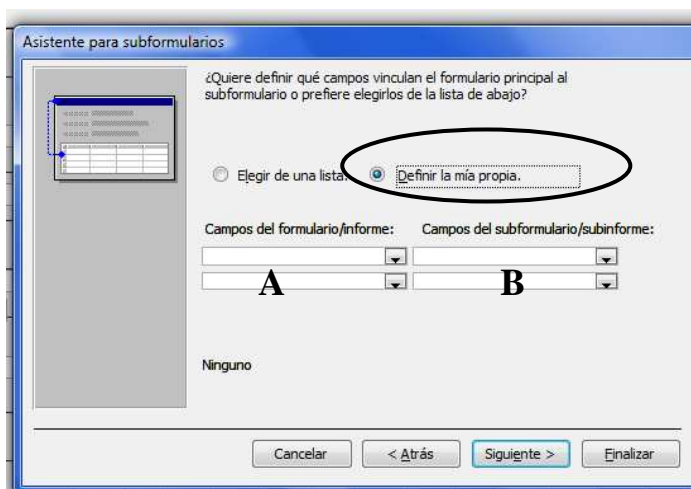 Asistente para subformularios
¿Quiere definir qué campos vinculan el formulario principal al
subformulario o prefiere elegirlos de la lista de abajo?
Elegir de una lista. Definir la mía propia.
Campos del formulario/informe: Campos del subformulario/subinforme:
A B
Ninguno
Cancelar < Atrás Siguiente > Finalizar